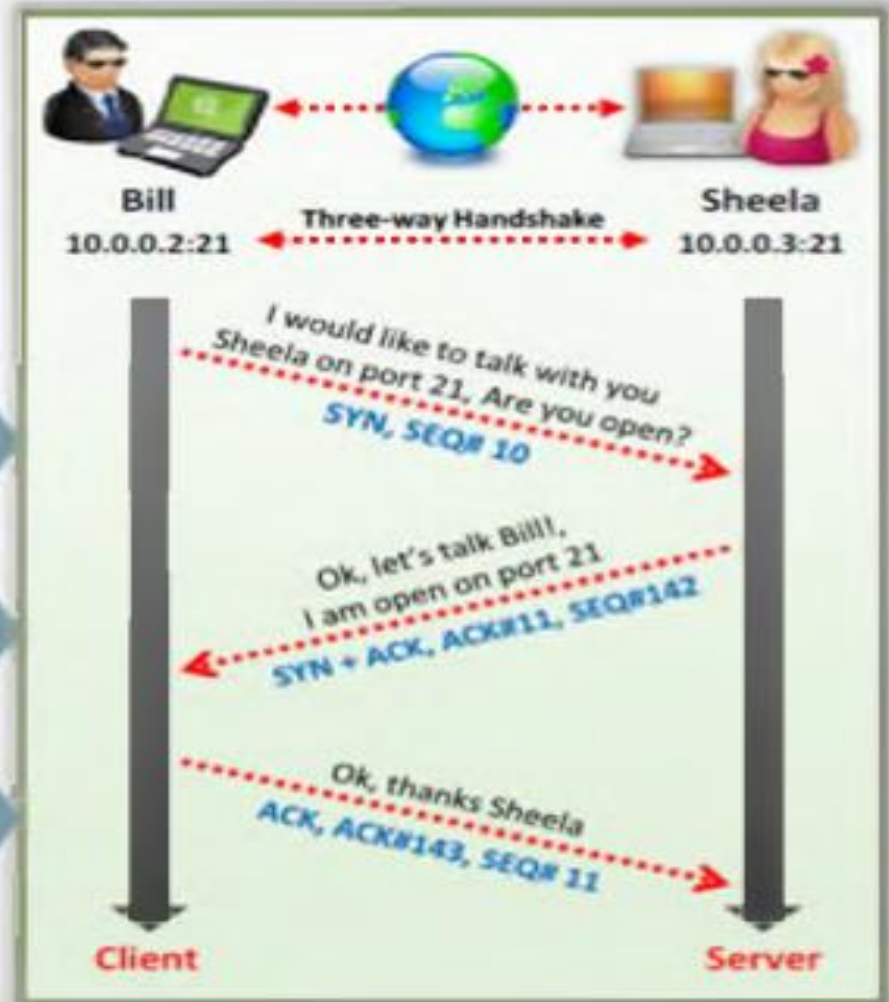 Bill
Sheela
Three-way Handshake
10.0.0.2:21
10.0.0.3:21
I would like to talk with you
Sheela on port 21, Are you open?
SYN, SEQ# 10
Ok, let's talk Bill!,
I am open on port 21
SYN + ACK, ACK#11, SEQ#142
Ok, thanks Sheela
ACK, ACK#143, SEQ# 11
Client
Server